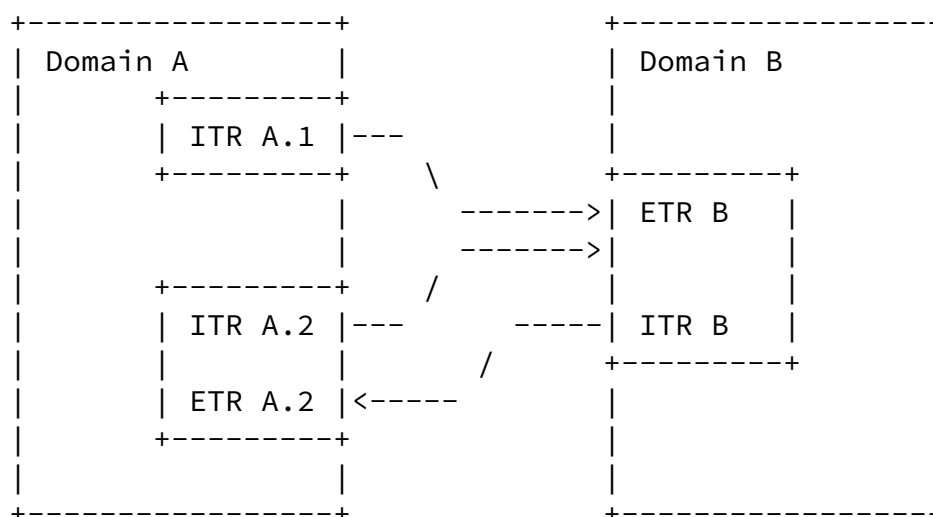 Domain A Domain B
ITR A.1
ETR B
ITR A.2 ITR B
ETR A.2